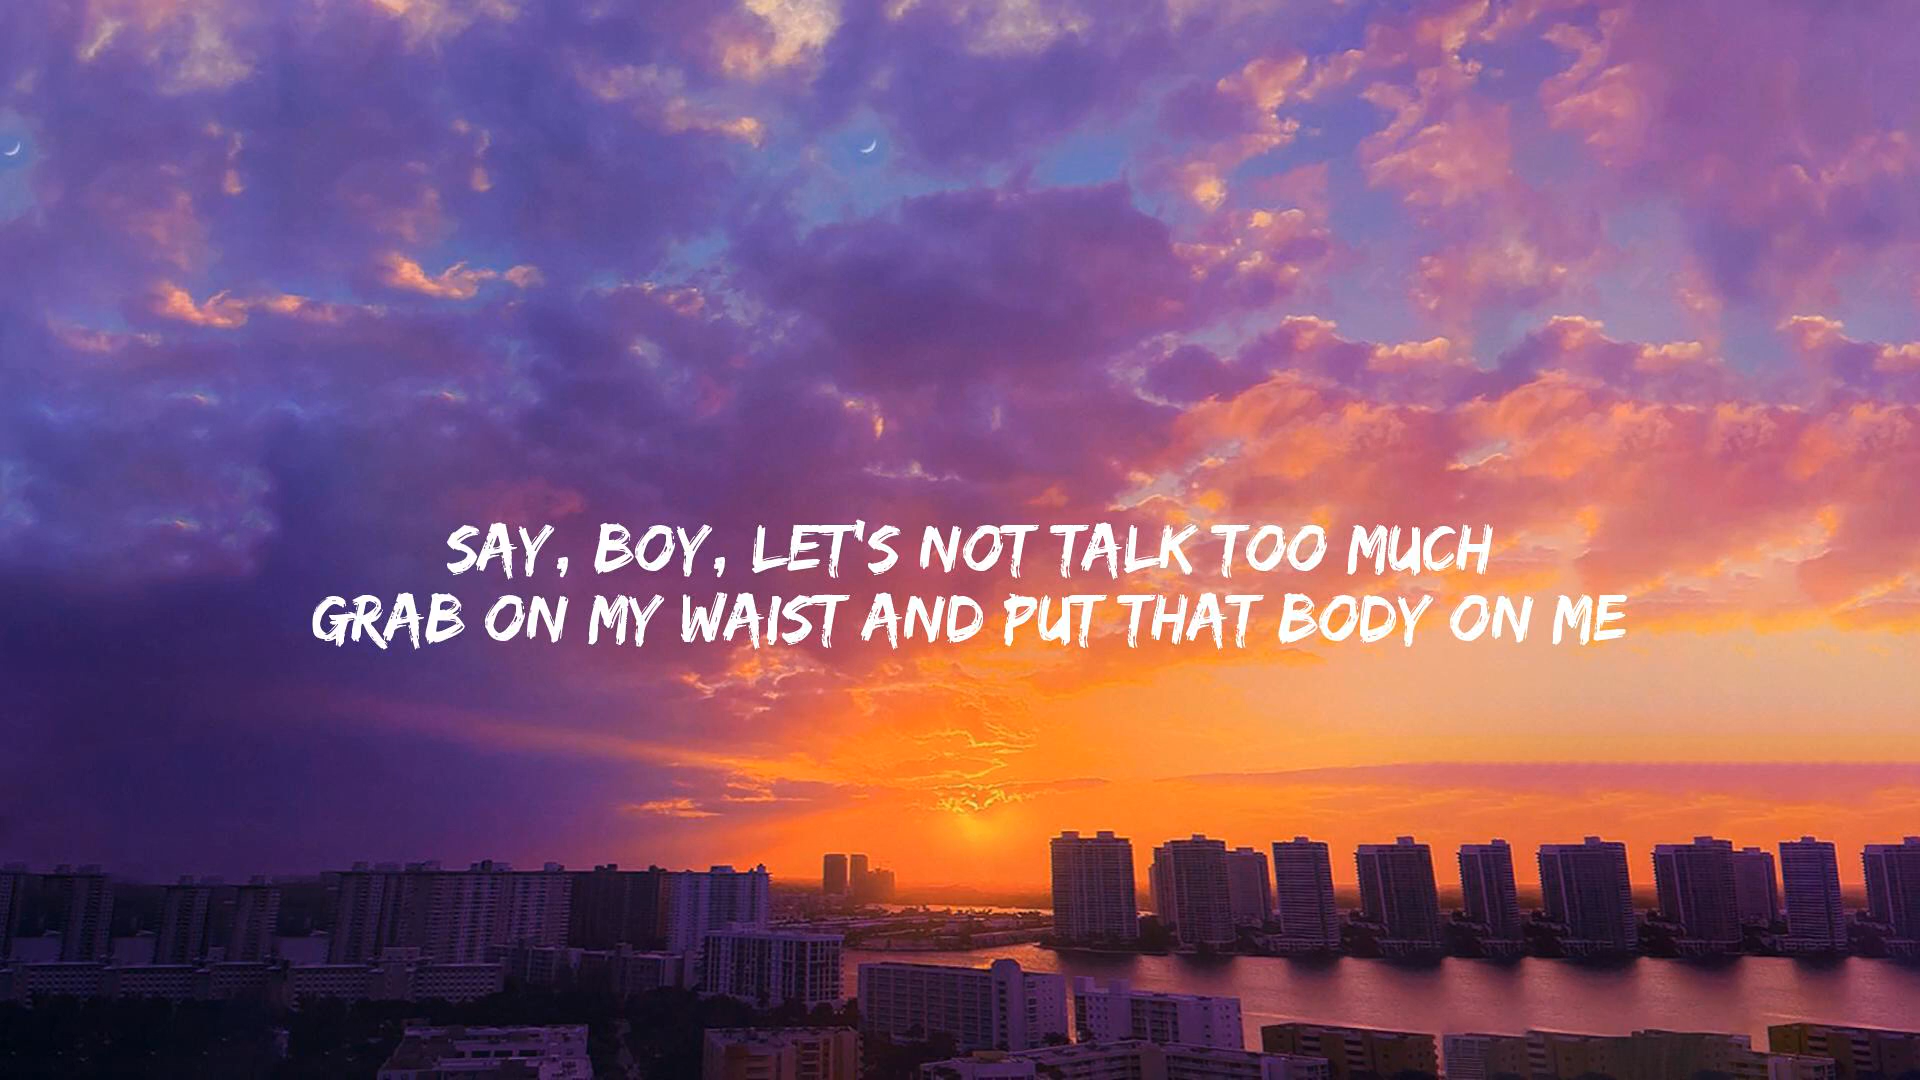 SAY, BOY, LET'S NOT TALK TOO MUCH
GRAB ON MY WAIST AND PUT THAT BODY ON ME